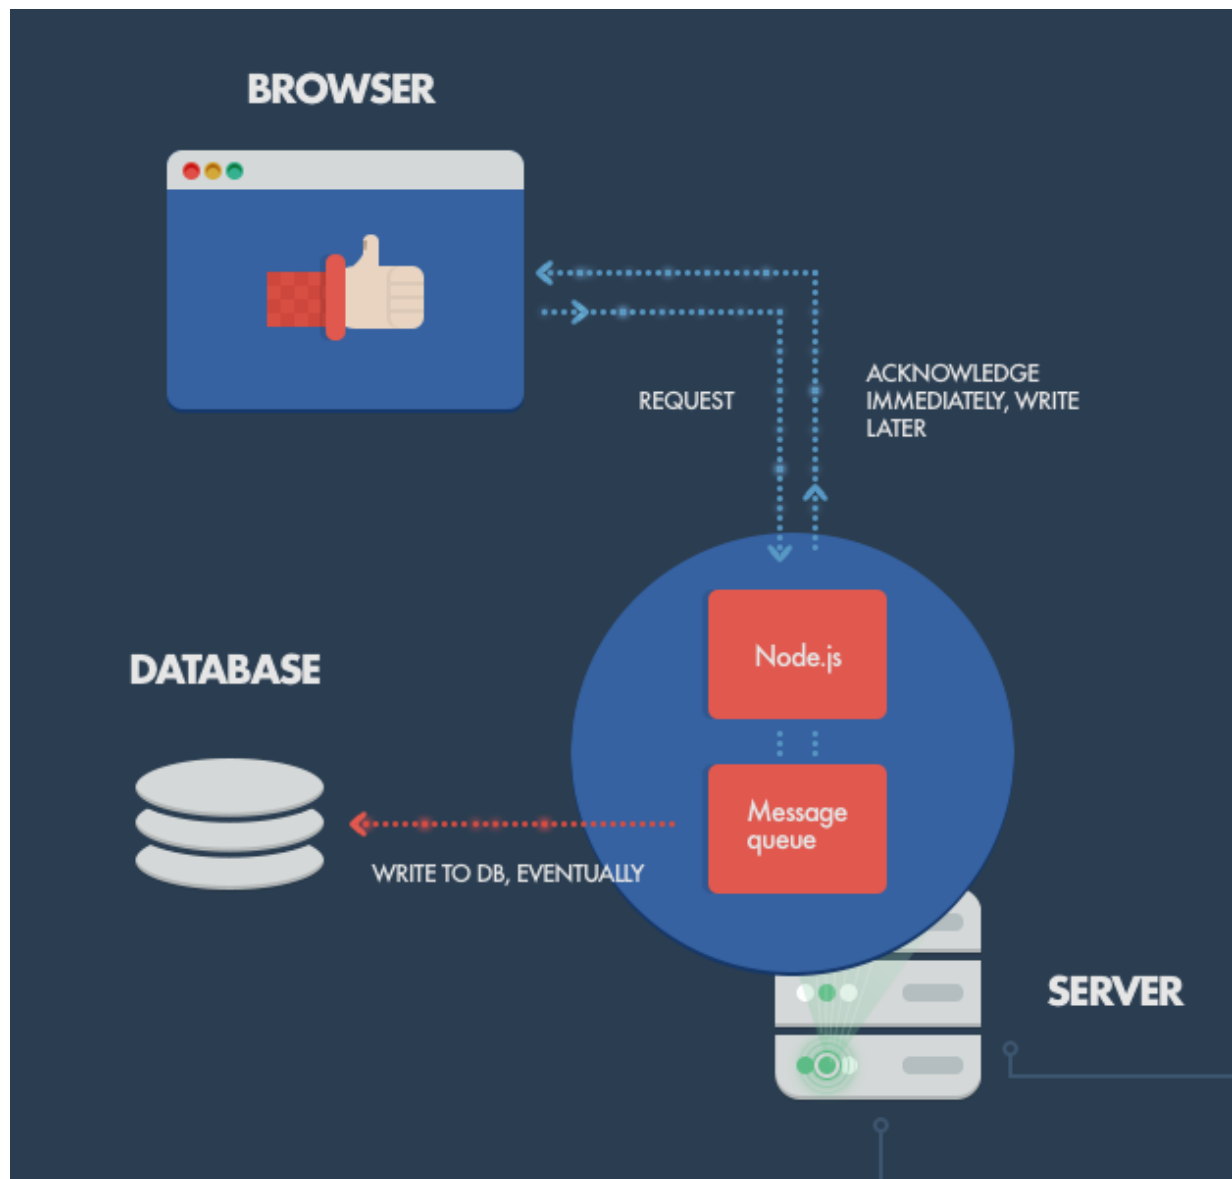 BROWSER
REQUEST
ACKNOWLEDGE
IMMEDIATELY, WRITE
LATER
Node.js
DATABASE
Message
queue
WRITE TO DB, EVENTUALLY
SERVER